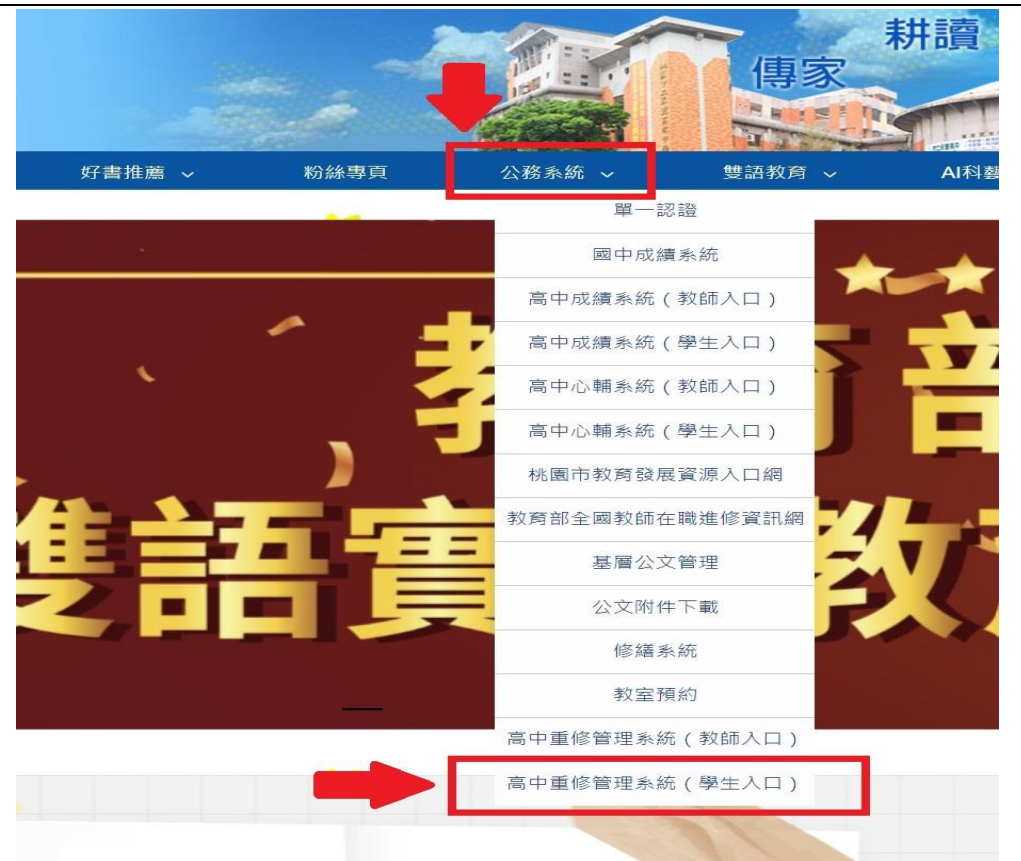 耕讀
傳家
好書推薦
粉絲專頁
公務系統
雙語教育
AI科藝
單一認證
國中成績系統
高中成績系統(教師入口)
高中成績系統(學生入口)
高中心輔系統(教師入口)
高中心輔系統(學生入口)
桃園市教育發展資源入口網
教育部全國教師在職進修資訊網
基層公文管理
公文附件下載
修繕系統
教室預約
高中重修管理系統(教師入口)
高中重修管理系統(學生入口)
教育部
雙語實 教